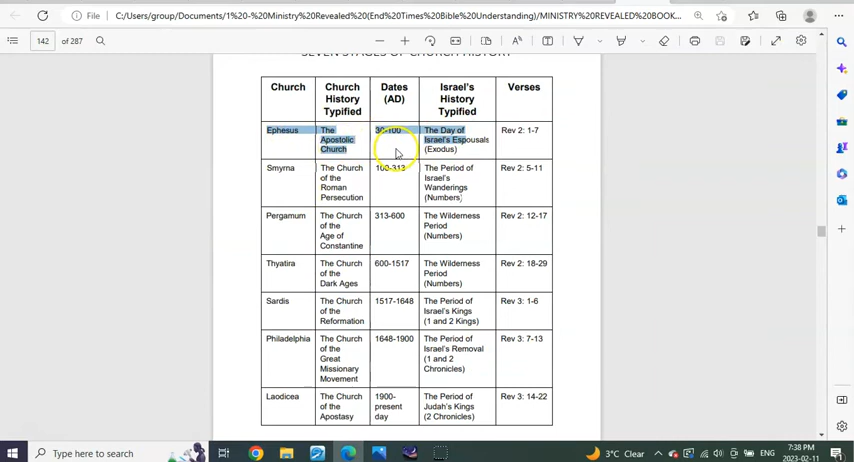 File
C:/Users/group/Documents/1%20-%20Ministry%20Revealed%20(End%20Times%20Bible%20Understanding)/MINISTRY%20REVEALED%20BOOK...
142 of 287
SEVEN STAGES OF CHURCH HISTORY
Church
Church History Typified
Dates (AD)
Israel's History Typified
Verses
Ephesus
The Apostolic Church
30-100
The Day of Israel's Espousals (Exodus)
Rev 2: 1-7
Smyrna
The Church of the Roman Persecution
100-313
The Period of Israel's Wanderings (Numbers)
Rev 2: 5-11
Pergamum
The Church of the Age of Constantine
313-600
The Wilderness Period (Numbers)
Rev 2: 12-17
Thyatira
The Church of the Dark Ages
600-1517
The Wilderness Period (Numbers)
Rev 2: 18-29
Sardis
The Church of the Reformation
1517-1648
The Period of Israel's Kings (1 and 2 Kings)
Rev 3: 1-6
Philadelphia
The Church of the Great Missionary Movement
1648-1900
The Period of Israel's Removal (1 and 2 Chronicles)
Rev 3: 7-13
Laodicea
The Church of the Apostasy
1900-present day
The Period of Judah's Kings (2 Chronicles)
Rev 3: 14-22
Type here to search
3°C Clear
ENG
7:38 PM
2023-02-11